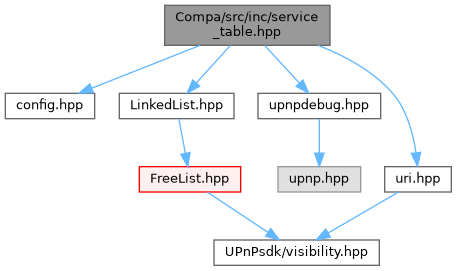 Compa/src/inc/service
_table.hpp
config.hpp
LinkedList.hpp
upnpdebug.hpp
FreeList.hpp
upnp.hpp
uri.hpp
UPnPsdk/visibility.hpp